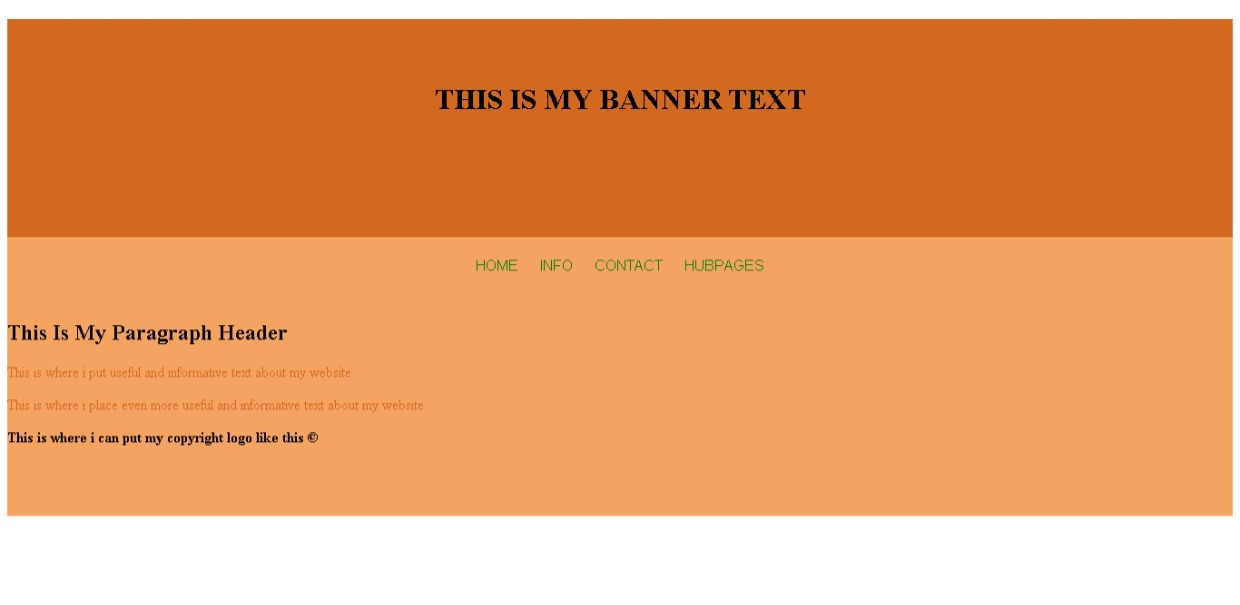 THIS IS MY BANNER TEXT
HOME INFO CONTACT HUBPAGES
This Is My Paragraph Header
This is where i put useful and informative text about my website
This is where i place even more useful and informative text about my website
This is where i can put my copyright logo like this ©